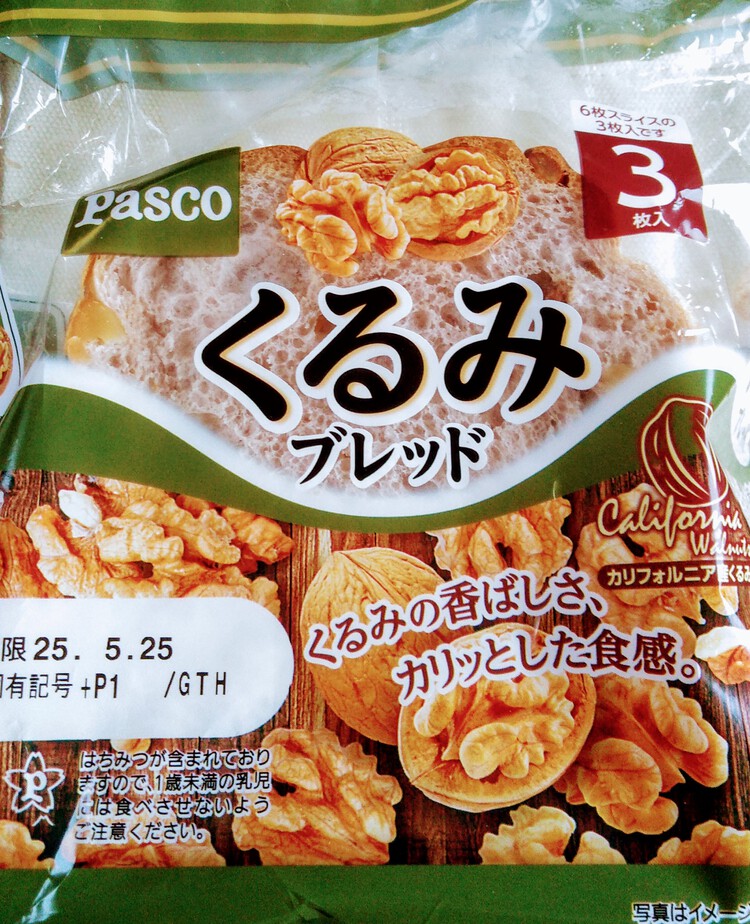 6枚スライスの
3枚入です
3
枚入
Pasco
くるみ
ブレッド
California
Walnuts
カリフォルニア産くるみ
くるみの香ばしさ、
カリッとした食感。
限 25. 5.25
有記号 +P1 /GTH
はちみつが含まれており
ますので、1歳未満の乳児
には食べさせないよう
ご注意ください。
写真はイメージ